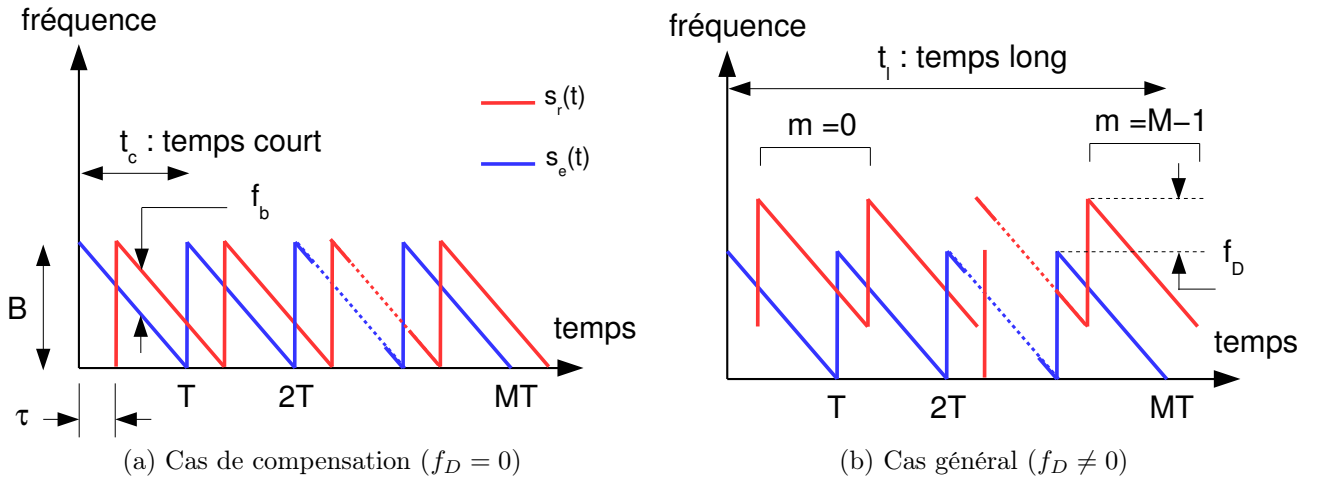 fréquence
t_c : temps court
f_b
s_r(t)
s_e(t)
B
temps
T
2T
MT
τ
(a) Cas de compensation (f_D = 0)
fréquence
t_l : temps long
m =0
m =M−1
f_D
temps
T
2T
MT
(b) Cas général (f_D ≠ 0)